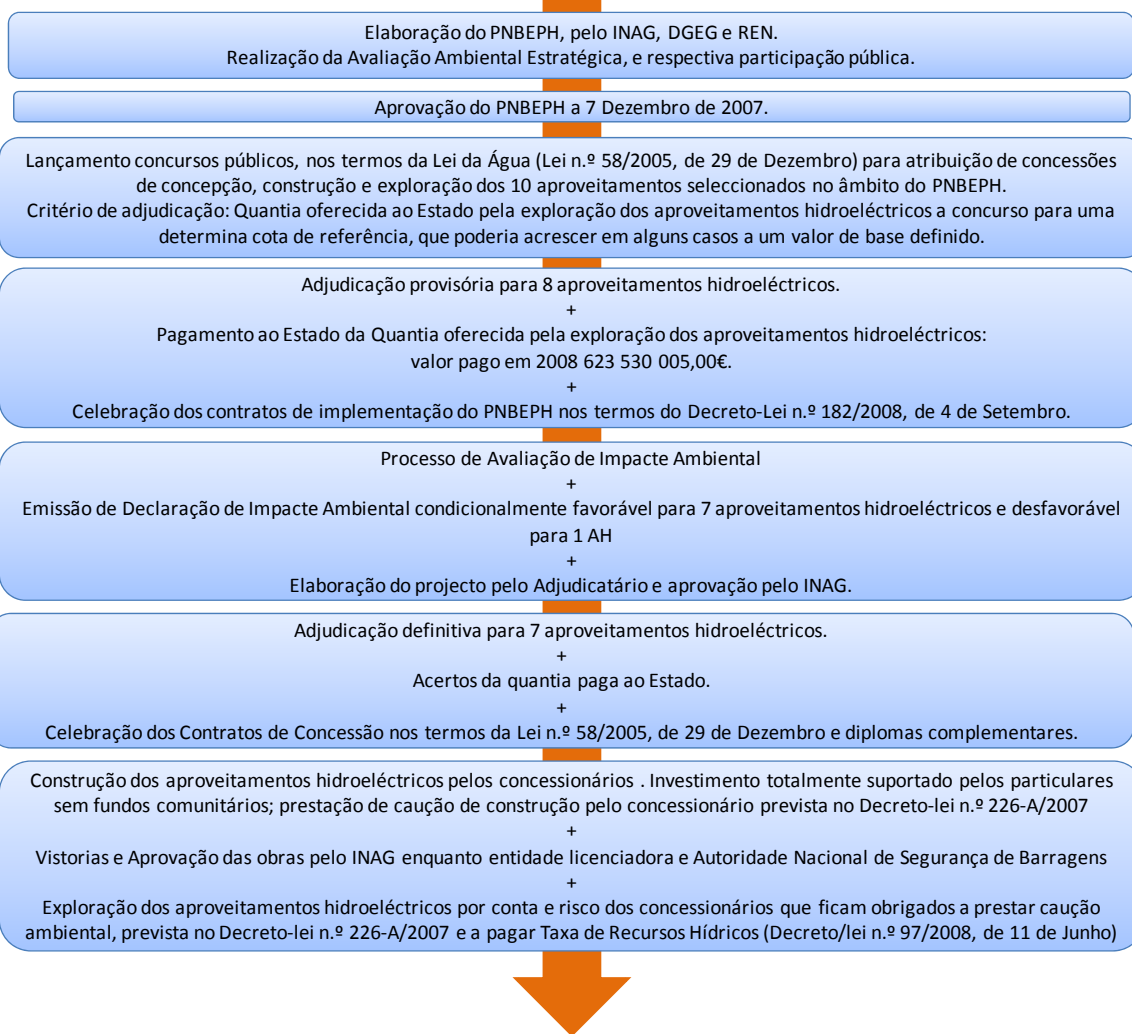 Elaboração do PNBEPH, pelo INAG, DGEG e REN.
Realização da Avaliação Ambiental Estratégica, e respectiva participação pública.
Aprovação do PNBEPH a 7 Dezembro de 2007.
Lançamento concursos públicos, nos termos da Lei da Água (Lei n.º 58/2005, de 29 de Dezembro) para atribuição de concessões
de concepção, construção e exploração dos 10 aproveitamentos seleccionados no âmbito do PNBEPH.
Critério de adjudicação: Quantia oferecida ao Estado pela exploração dos aproveitamentos hidroeléctricos a concurso para uma
determina cota de referência, que poderia acrescer em alguns casos a um valor de base definido.
Adjudicação provisória para 8 aproveitamentos hidroeléctricos.
+
Pagamento ao Estado da Quantia oferecida pela exploração dos aproveitamentos hidroeléctricos:
valor pago em 2008 623 530 005,00€.
+
Celebração dos contratos de implementação do PNBEPH nos termos do Decreto-Lei n.º 182/2008, de 4 de Setembro.
Processo de Avaliação de Impacte Ambiental
+
Emissão de Declaração de Impacte Ambiental condicionalmente favorável para 7 aproveitamentos hidroeléctricos e desfavorável
para 1 AH
+
Elaboração do projecto pelo Adjudicatário e aprovação pelo INAG.
Adjudicação definitiva para 7 aproveitamentos hidroeléctricos.
+
Acertos da quantia paga ao Estado.
+
Celebração dos Contratos de Concessão nos termos da Lei n.º 58/2005, de 29 de Dezembro e diplomas complementares.
Construção dos aproveitamentos hidroeléctricos pelos concessionários . Investimento totalmente suportado pelos particulares
sem fundos comunitários; prestação de caução de construção pelo concessionário prevista no Decreto-lei n.º 226-A/2007
+
Vistorias e Aprovação das obras pelo INAG enquanto entidade licenciadora e Autoridade Nacional de Segurança de Barragens
+
Exploração dos aproveitamentos hidroeléctricos por conta e risco dos concessionários que ficam obrigados a prestar caução
ambiental, prevista no Decreto-lei n.º 226-A/2007 e a pagar Taxa de Recursos Hídricos (Decreto/lei n.º 97/2008, de 11 de Junho)